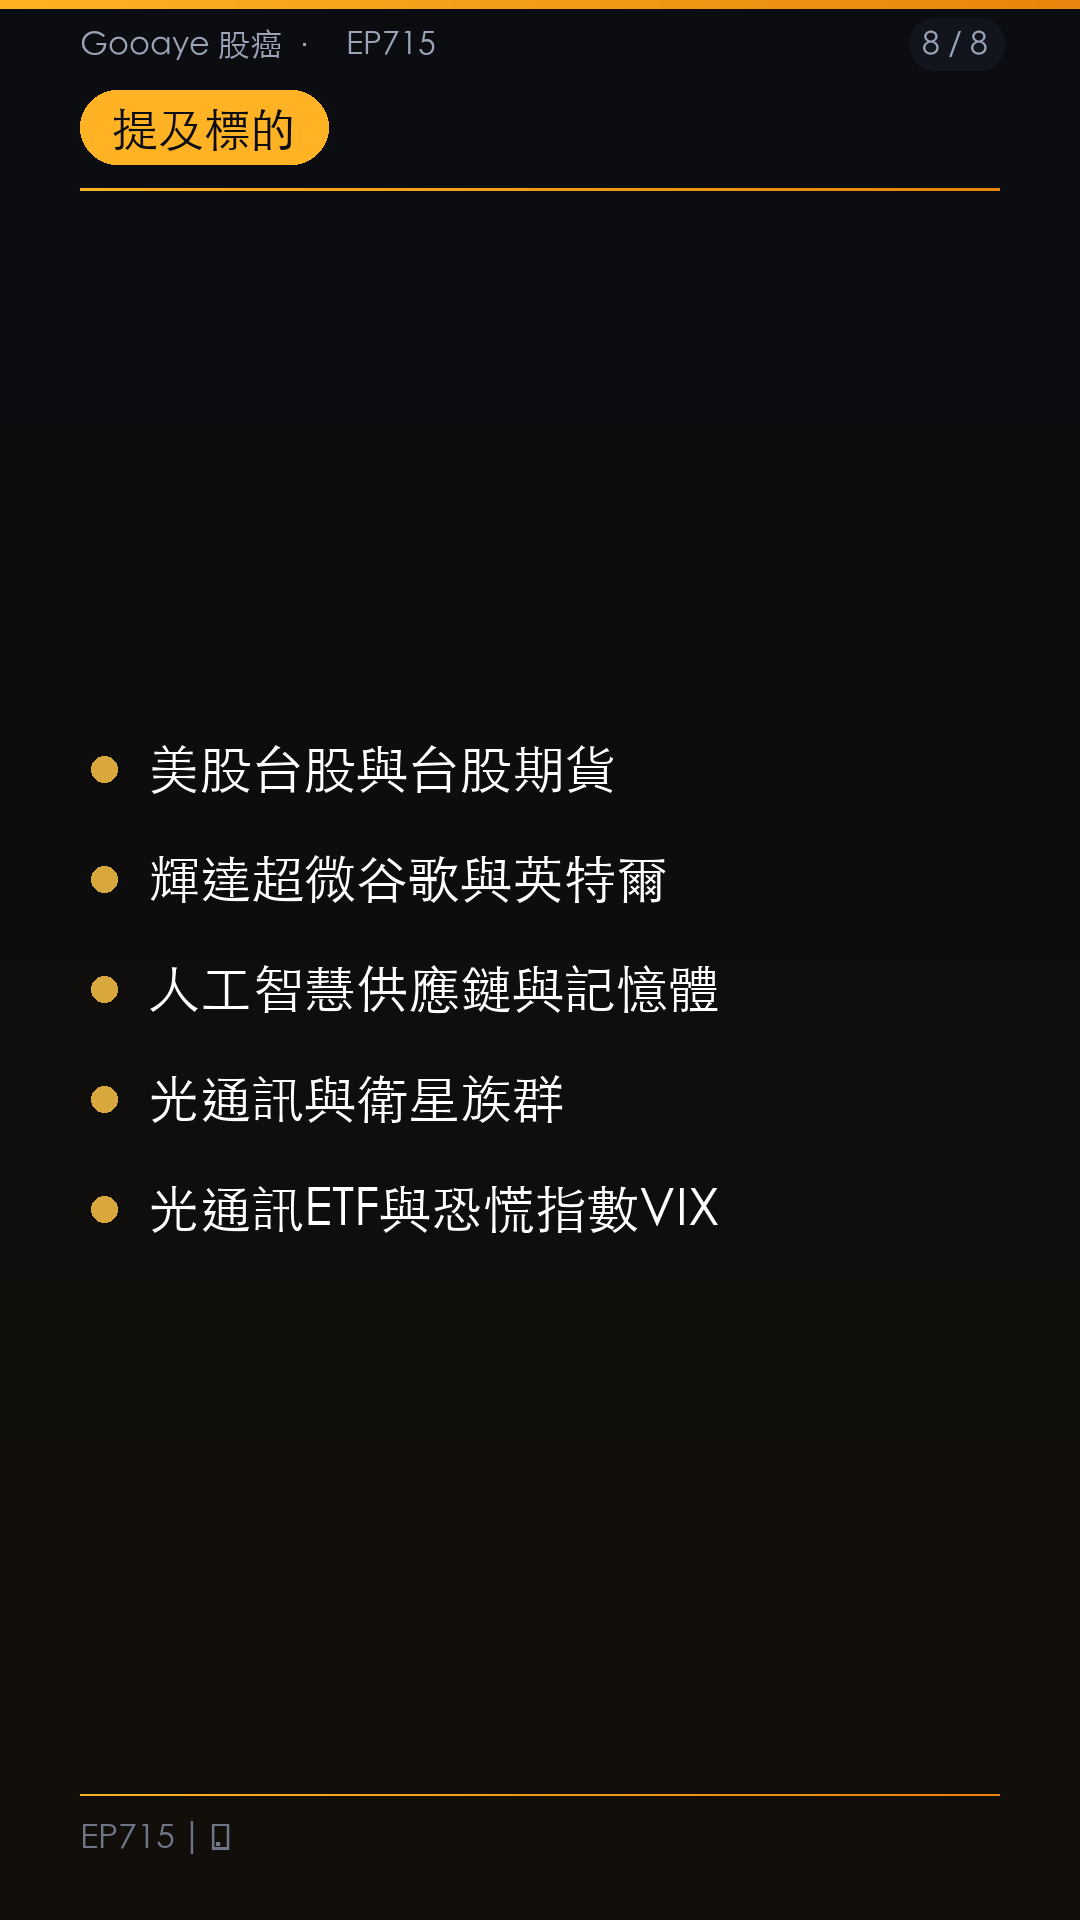 Gooaye 股癌 · EP715
8 / 8
提及標的
美股台股與台股期貨
輝達超微谷歌與英特爾
人工智慧供應鏈與記憶體
光通訊與衛星族群
光通訊ETF與恐慌指數VIX
EP715 |